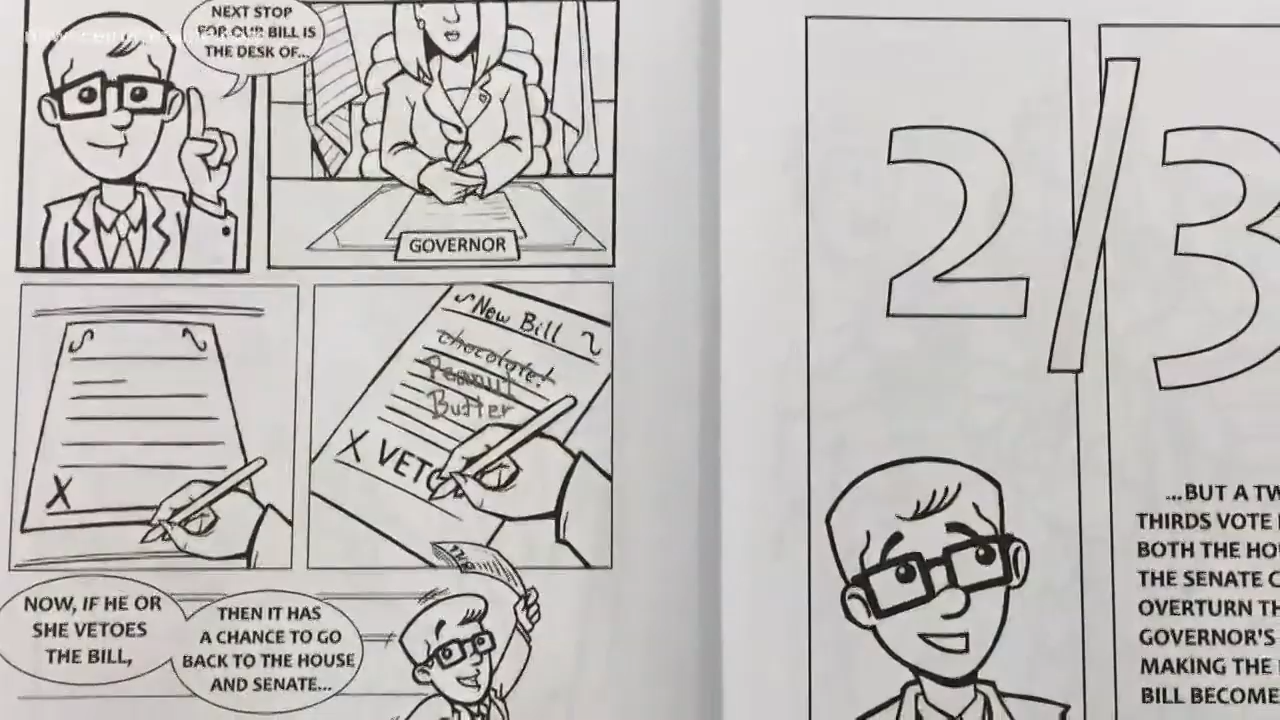 NEXT STOP
FOR OUR BILL IS
THE DESK OF...
GOVERNOR
X
New Bill
chocolate!
Peanut
Butter
X VETO
NOW, IF HE OR
SHE VETOES
THE BILL,
THEN IT HAS
A CHANCE TO GO
BACK TO THE HOUSE
AND SENATE...
2/3
...BUT A TW
THIRDS VOTE
BOTH THE HO
THE SENATE
OVERTURN TH
GOVERNOR'S
MAKING THE
BILL BECOME